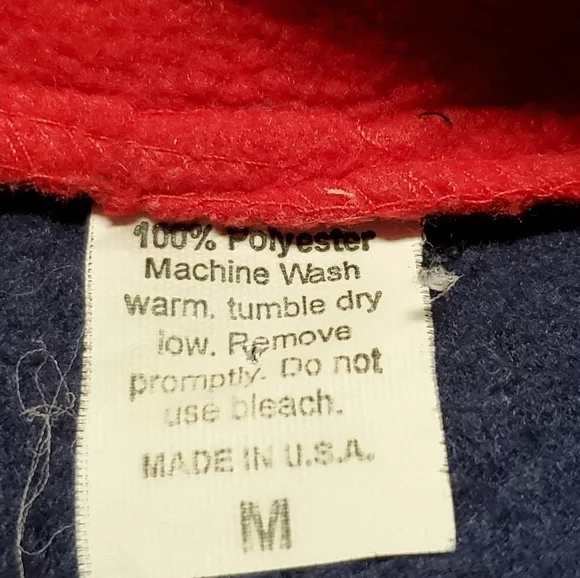 100% Polyester
Machine Wash
warm. tumble dry
low. Remove
promptly. Do not
use bleach.
MADE IN U.S.A.
M